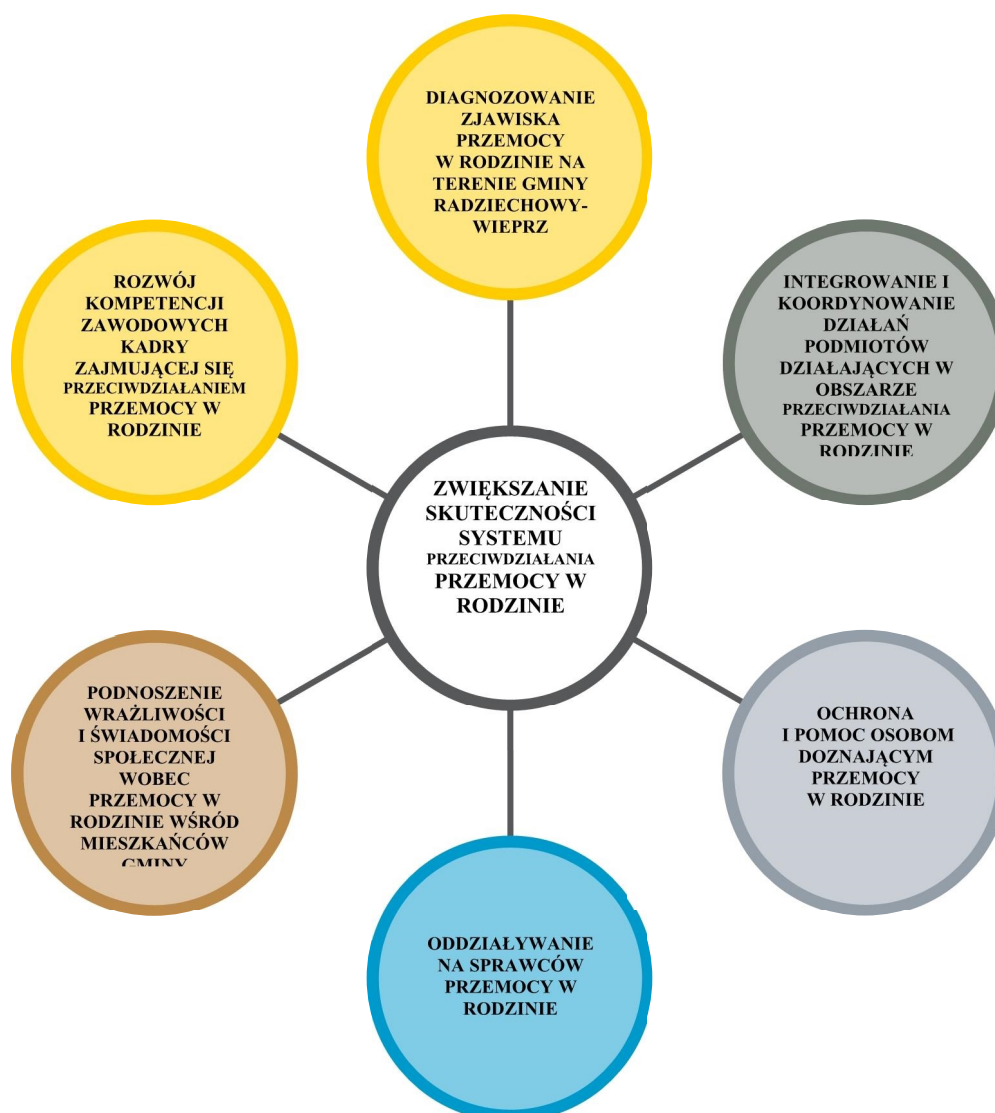 DIAGNOZOWANIE
ZJAWISKA
PRZEMOCY
W RODZINIE NA
TERENIE GMINY
RADZIECHOWY-
WIEPRZ
ROZWÓJ
KOMPETENCJI
ZAWODOWYCH
KADRY
ZAJMUJĄCEJ SIĘ
PRZECIWDZIAŁANIEM
PRZEMOCY W
RODZINIE
INTEGROWANIE I
KOORDYNOWANIE
DZIAŁAŃ
PODMIOTÓW
DZIAŁAJĄCYCH W
OBSZARZE
PRZECIWDZIAŁANIA
PRZEMOCY W
RODZINIE
ZWIĘKSZANIE
SKUTECZNOŚCI
SYSTEMU
PRZECIWDZIAŁANIA
PRZEMOCY W
RODZINIE
PODNOSZENIE
WRAŻLIWOŚCI
I ŚWIADOMOŚCI
SPOŁECZNEJ
WOBEC
PRZEMOCY W
RODZINIE WŚRÓD
MIESZKAŃCÓW
GMINY
OCHRONA
I POMOC OSOBOM
DOZNAJĄCYM
PRZEMOCY
W RODZINIE
ODDZIAŁYWANIE
NA SPRAWCÓW
PRZEMOCY W
RODZINIE